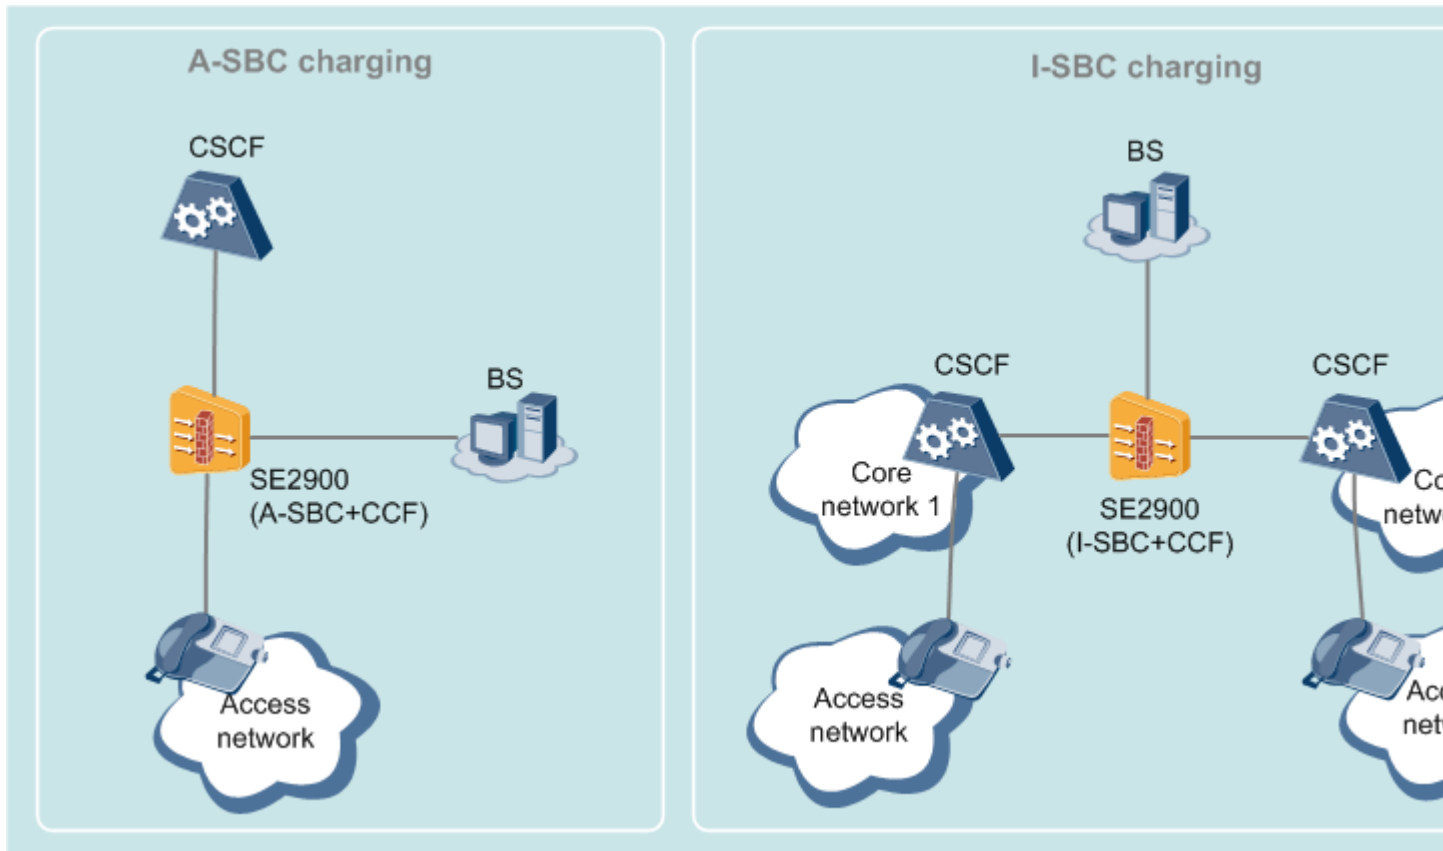 A-SBC charging
CSCF
BS
SE2900
(A-SBC+CCF)
Access
network
I-SBC charging
BS
CSCF
CSCF
Core
network 1
SE2900
(I-SBC+CCF)
Access
network